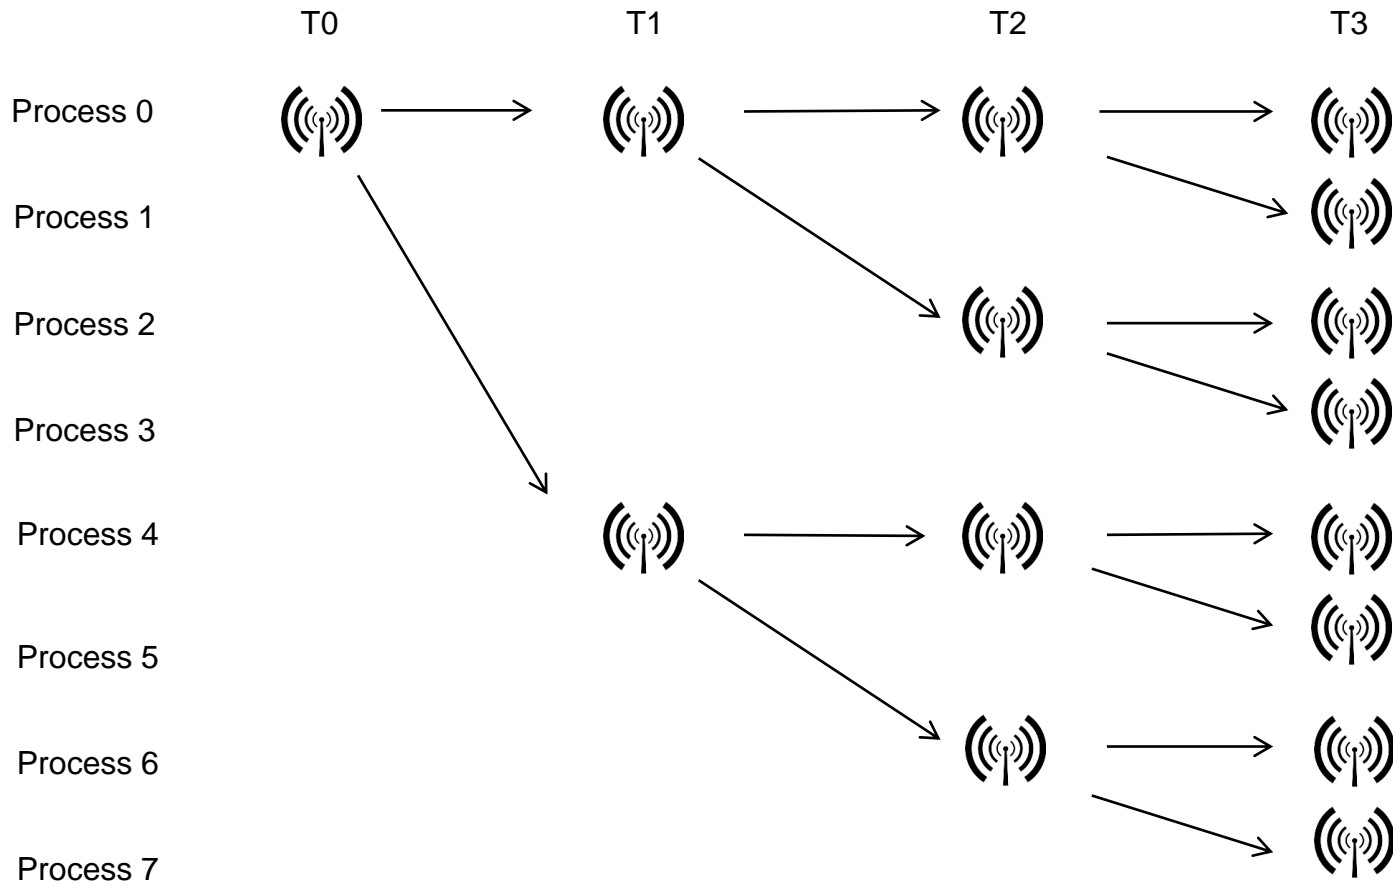 T0 T1 T2 T3
Process 0
Process 1
Process 2
Process 3
Process 4
Process 5
Process 6
Process 7